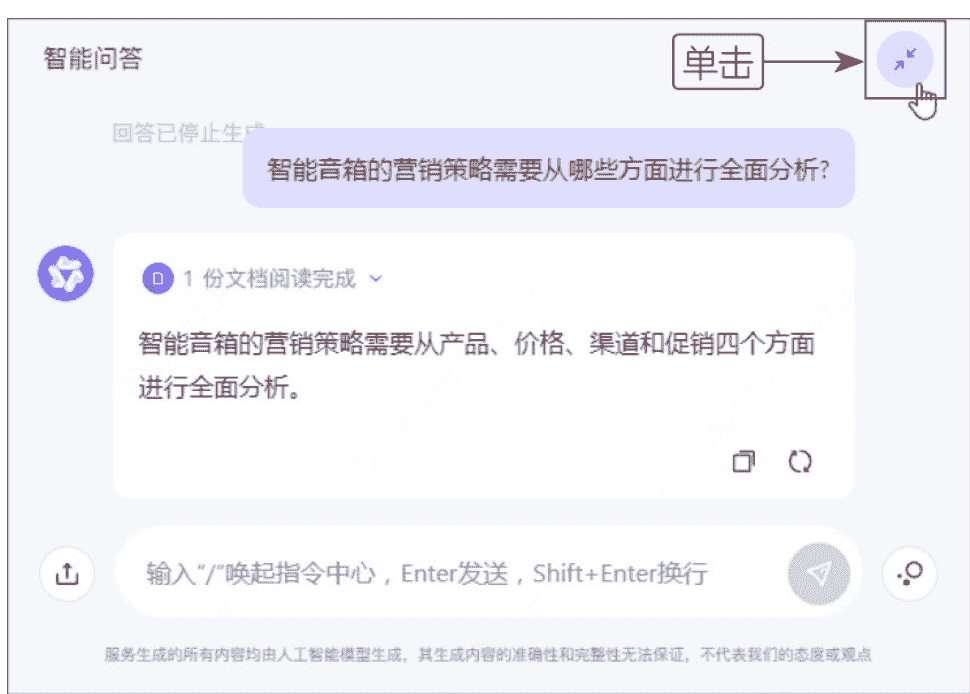 智能问答
单击
回答已停止生成
智能音箱的营销策略需要从哪些方面进行全面分析?
D 1 份文档阅读完成
智能音箱的营销策略需要从产品、价格、渠道和促销四个方面
进行全面分析。
输入“/”唤起指令中心，Enter发送，Shift+Enter换行
服务生成的所有内容均由人工智能模型生成，其生成内容的准确性和完整性无法保证，不代表我们的态度或观点